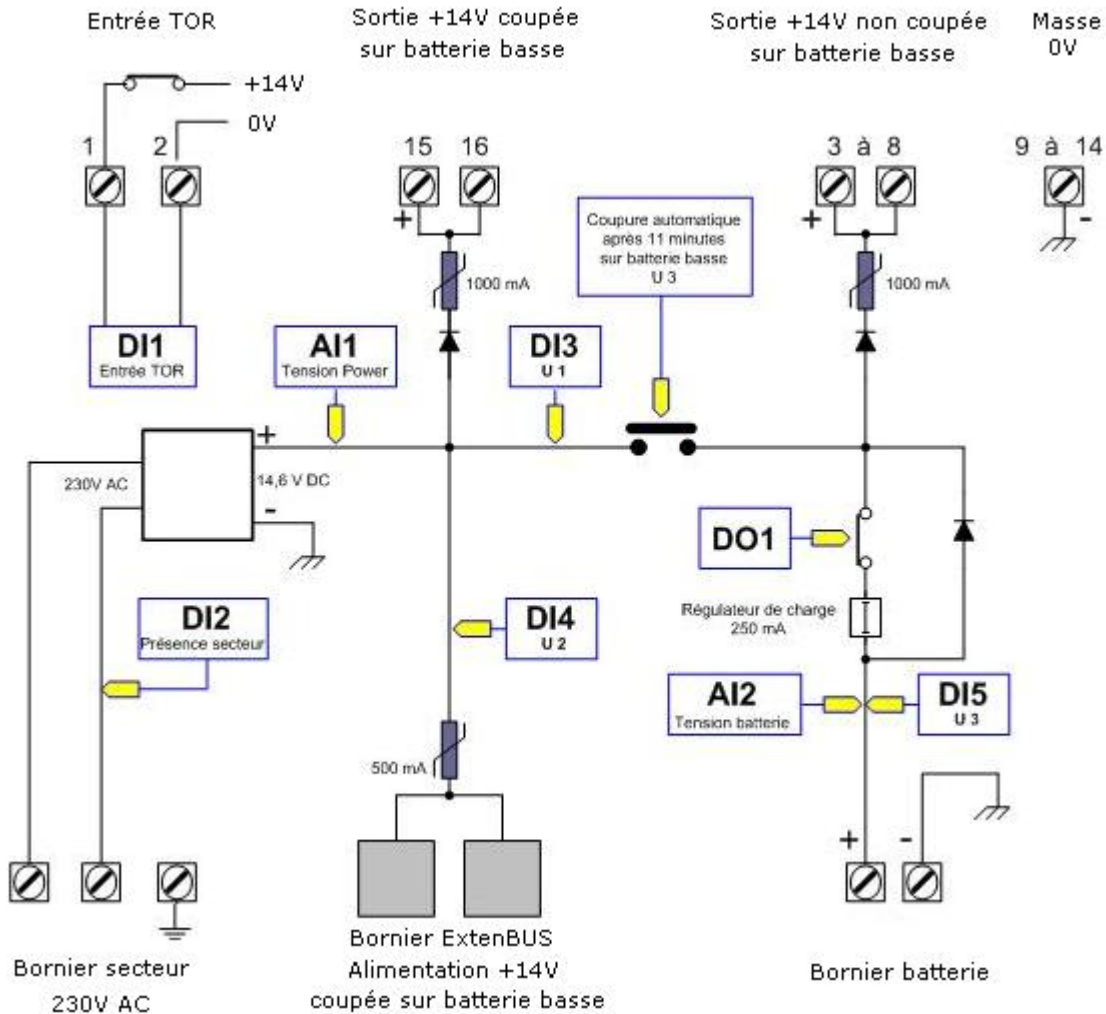 Entrée TOR
Sortie +14V coupée
sur batterie basse
Sortie +14V non coupée
sur batterie basse
Masse
0V
+14V
0V
1
2
15
16
3 à 8
9 à 14
+
+
-
Coupure automatique
après 11 minutes
sur batterie basse
U 3
1000 mA
1000 mA
DI1
Entrée TOR
AI1
Tension Power
DI3
U 1
+
230V AC
14,6 V DC
-
DO1
DI2
Présence secteur
DI4
U 2
Régulateur de charge
250 mA
AI2
Tension batterie
DI5
U 3
500 mA
+
-
Bornier secteur
230V AC
Bornier ExtenBUS
Alimentation +14V
coupée sur batterie basse
Bornier batterie